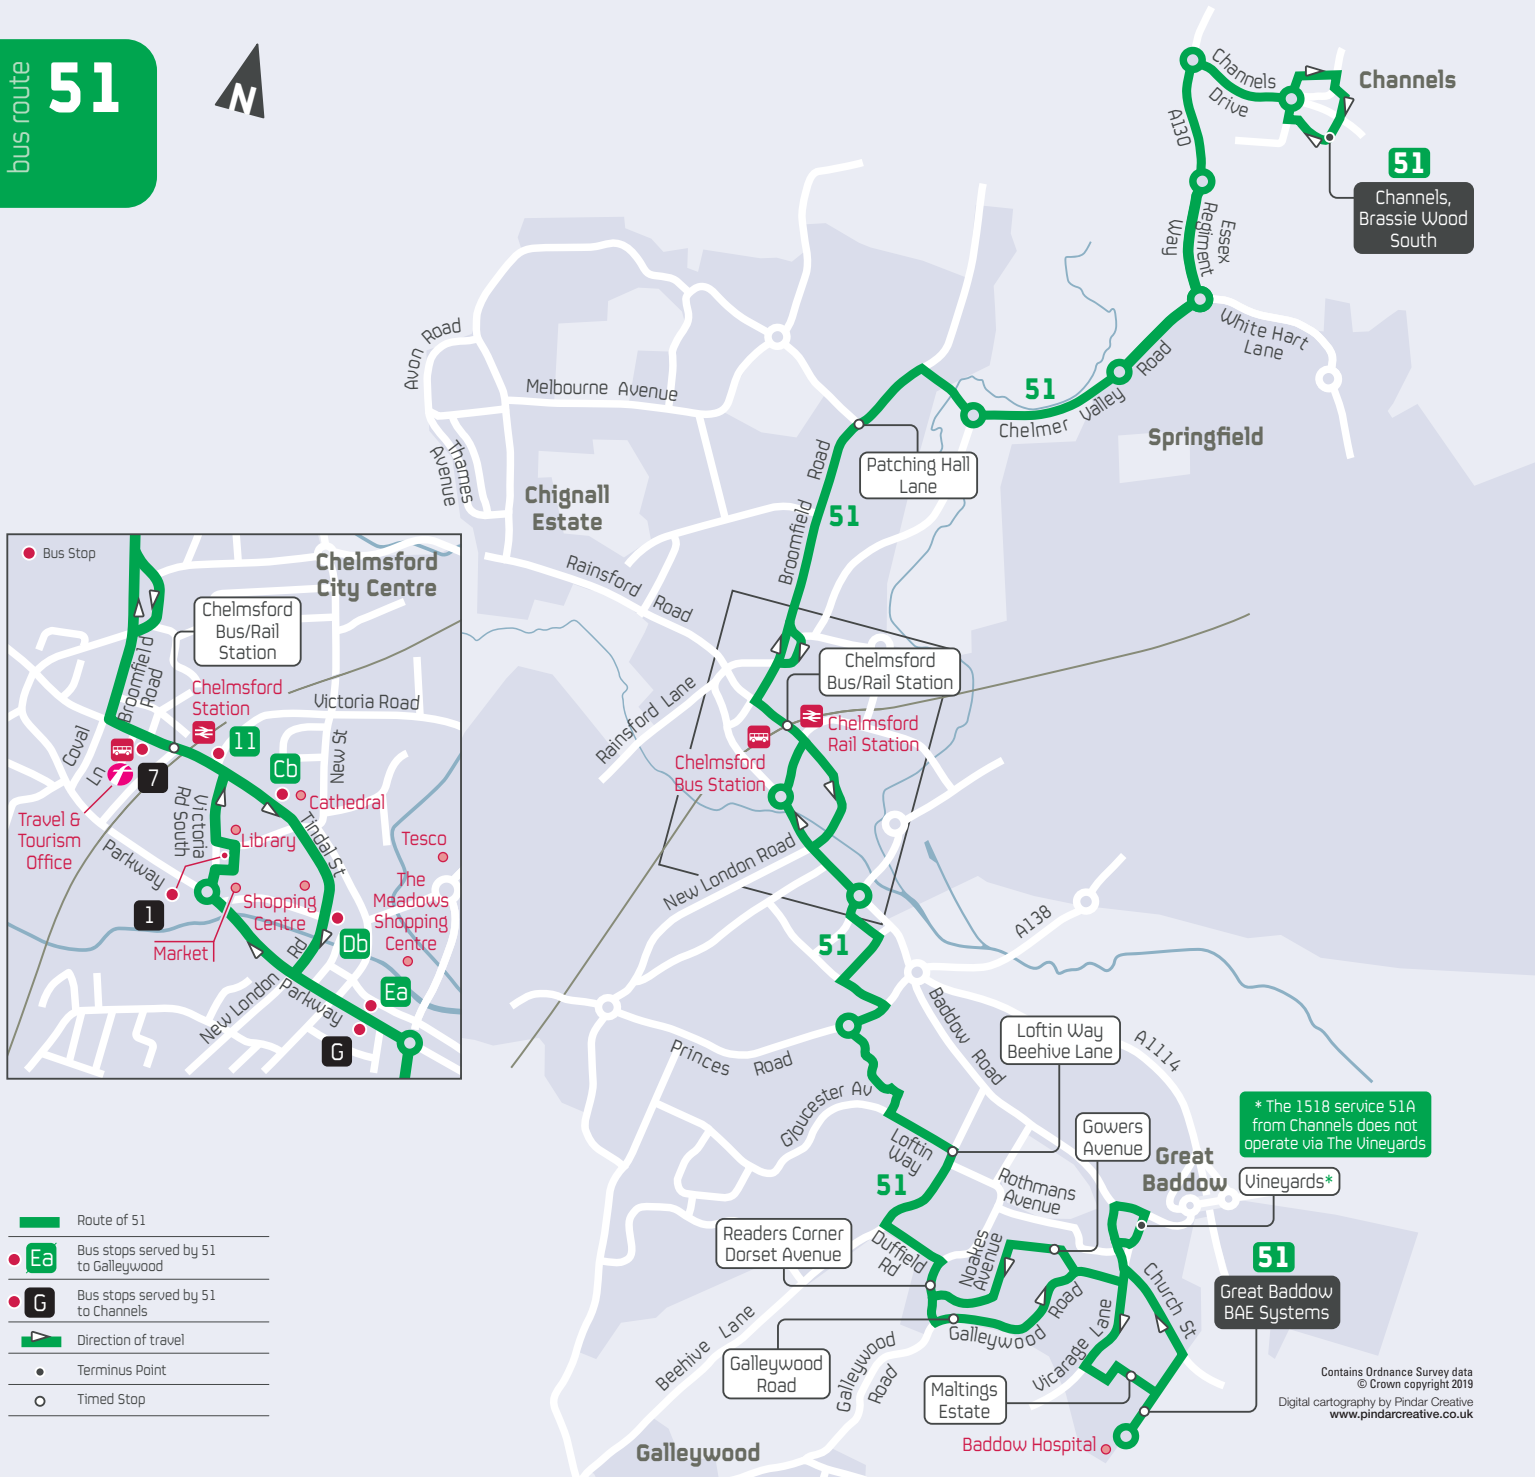 bus route
51
N
Channels
Drive
Channels
51
Channels,
Brassie Wood
South
A130
Essex
Regiment
Way
White Hart
Lane
Avon Road
Melbourne Avenue
51
Chelmer Valley Road
Springfield
Thames
Avenue
Chignall
Estate
Patching Hall
Lane
Broomfield Road
51
Rainsford Road
Rainsford Lane
Chelmsford
Bus/Rail Station
Chelmsford
Rail Station
Chelmsford
Bus Station
New London Road
51
A138
Princes Road
Baddow Road
Loftin Way
Beehive Lane
A1114
Gloucester Av
Loftin
Way
51
Gowers
Avenue
* The 1518 service 51A
from Channels does not
operate via The Vineyards
Great
Baddow
Vineyards*
Rothmans
Avenue
Readers Corner
Dorset Avenue
Duffield
Rd
Noakes
Avenue
51
Great Baddow
BAE Systems
Church St
Galleywood Road
Vicarage Lane
Beehive Lane
Galleywood
Road
Galleywood
Road
Maltings
Estate
Baddow Hospital
Galleywood
Contains Ordnance Survey data
© Crown copyright 2019
Digital cartography by Pindar Creative
www.pindarcreative.co.uk
Bus Stop
Chelmsford
City Centre
Chelmsford
Bus/Rail
Station
Broomfield
Road
Chelmsford
Station
Victoria Road
Coval
Ln
11
7
Cb
New St
Cathedral
Travel &
Tourism
Office
Victoria
Rd South
Library
Tindal St
Tesco
Parkway
The
Meadows
Shopping
Centre
1
Shopping
Centre
Market
Db
New London Rd
Parkway
Ea
G
Route of 51
Ea
Bus stops served by 51
to Galleywood
G
Bus stops served by 51
to Channels
Direction of travel
Terminus Point
Timed Stop